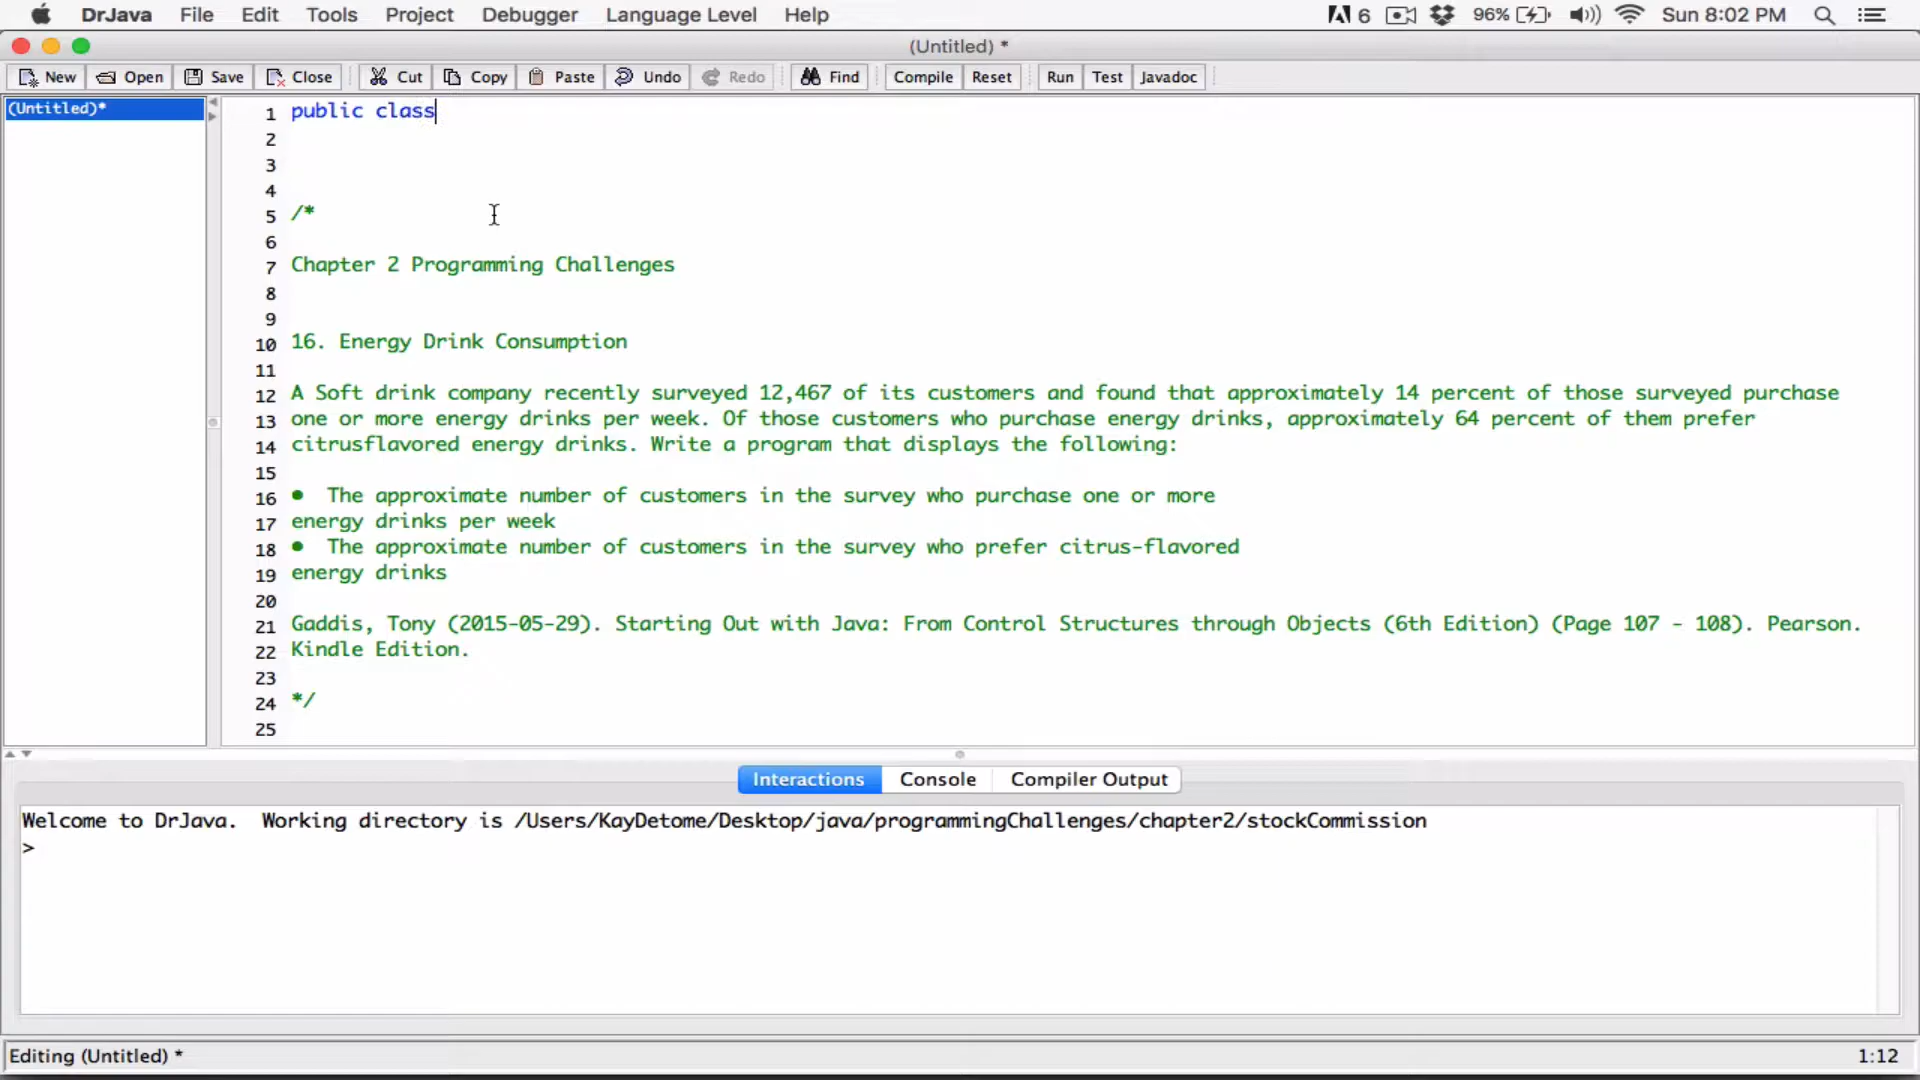 DrJava File Edit Tools Project Debugger Language Level Help 6 96% Sun 8:02 PM
(Untitled) *
New Open Save Close Cut Copy Paste Undo Redo Find Compile Reset Run Test Javadoc
(Untitled)*
1 public class
2
3
4
5 /*
6
7 Chapter 2 Programming Challenges
8
9
10 16. Energy Drink Consumption
11
12 A Soft drink company recently surveyed 12,467 of its customers and found that approximately 14 percent of those surveyed purchase
13 one or more energy drinks per week. Of those customers who purchase energy drinks, approximately 64 percent of them prefer
14 citrusflavored energy drinks. Write a program that displays the following:
15
16 • The approximate number of customers in the survey who purchase one or more
17 energy drinks per week
18 • The approximate number of customers in the survey who prefer citrus-flavored
19 energy drinks
20
21 Gaddis, Tony (2015-05-29). Starting Out with Java: From Control Structures through Objects (6th Edition) (Page 107 - 108). Pearson.
22 Kindle Edition.
23
24 */
25
Interactions Console Compiler Output
Welcome to DrJava.  Working directory is /Users/KayDetome/Desktop/java/programmingChallenges/chapter2/stockCommission
>
Editing (Untitled) * 1:12